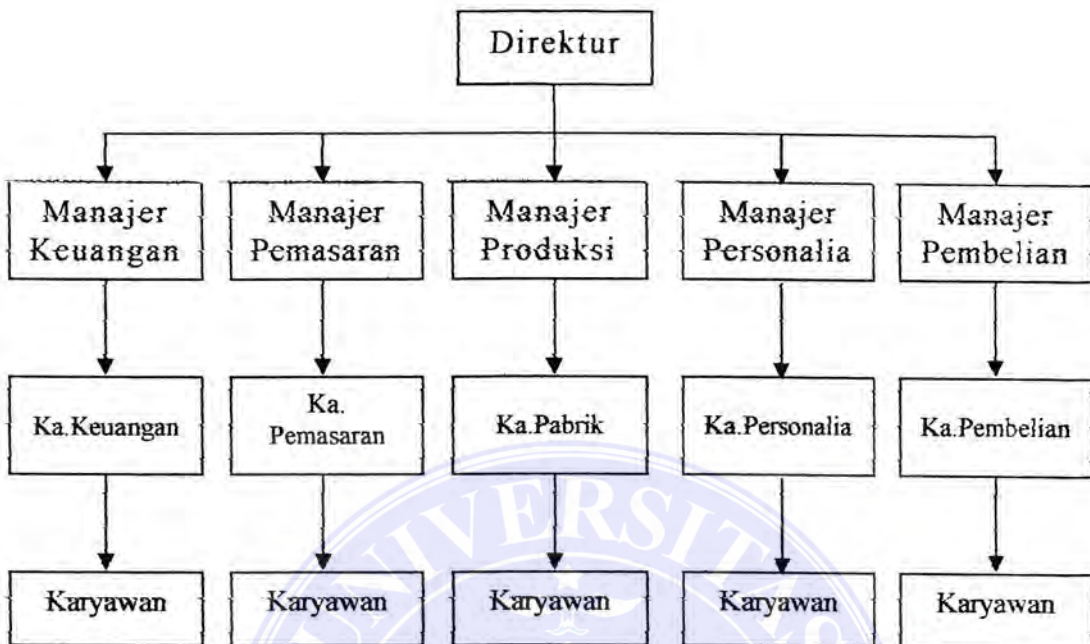 Direktur
Manajer
Keuangan
Manajer
Pemasaran
Manajer
Produksi
Manajer
Personalia
Manajer
Pembelian
Ka.Keuangan
Ka.
Pemasaran
Ka.Pabrik
Ka.Personalia
Ka.Pembelian
Karyawan
Karyawan
Karyawan
Karyawan
Karyawan
UNIVERSITAS